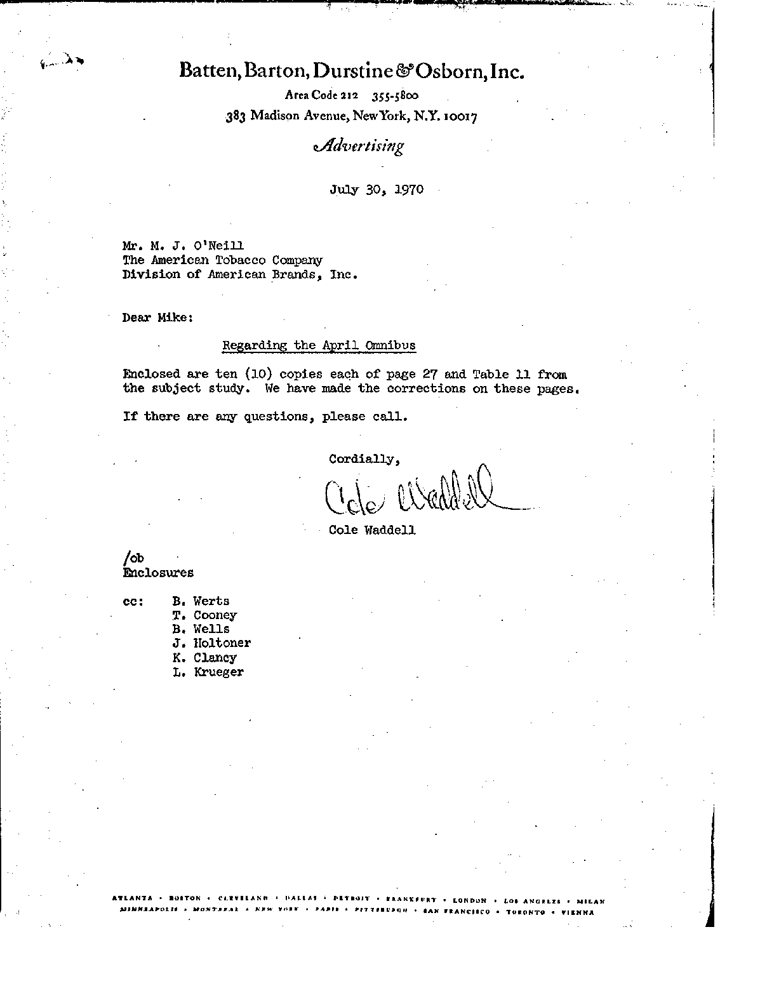 Batten, Barton, Durstine & Osborn, Inc.
Area Code 212 355-5800
383 Madison Avenue, New York, N.Y. 10017
Advertising
July 30, 1970
Mr. M. J. O'Neill
The American Tobacco Company
Division of American Brands, Inc.
Dear Mike:
Regarding the April Omnibus
Enclosed are ten (10) copies each of page 27 and Table 11 from
the subject study. We have made the corrections on these pages.
If there are any questions, please call.
Cordially,
Cole Waddell
Cole Waddell
/ob
Enclosures
cc: B. Werts
T. Cooney
B. Wells
J. Holtoner
K. Clancy
L. Krueger
ATLANTA • BOSTON • CLEVELAND • DALLAS • DETROIT • FRANKFURT • LONDON • LOS ANGELES • MILAN
MINNEAPOLIS • MONTREAL • NEW YORK • PARIS • PITTSBURGH • SAN FRANCISCO • TORONTO • VIENNA